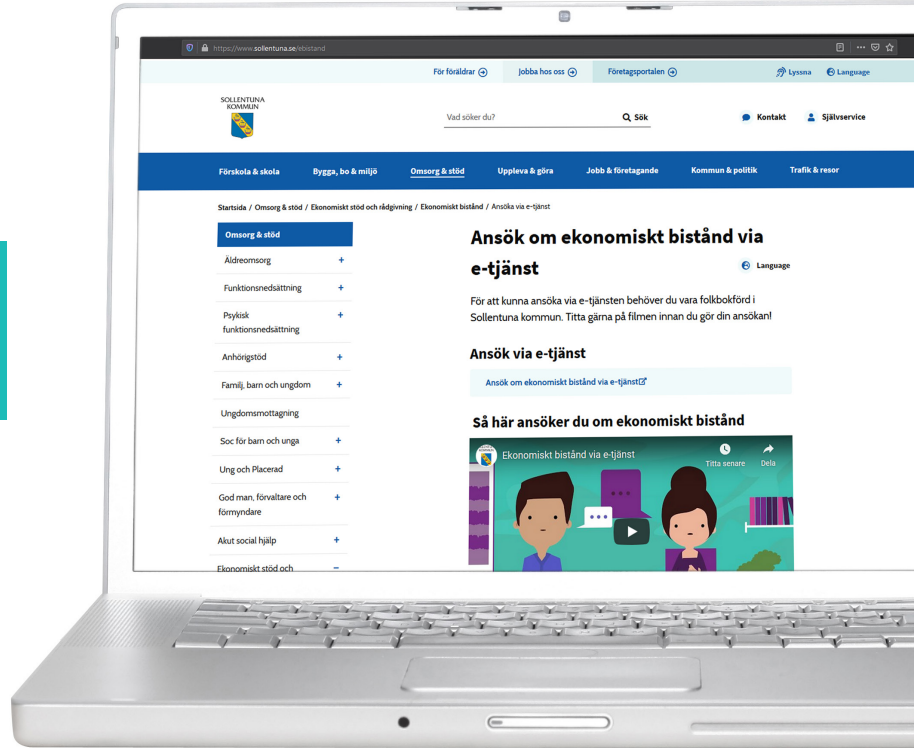 https://www.sollentuna.se/ebistand
För föräldrar
Jobba hos oss
Företagsportalen
Lyssna
Language
SOLLENTUNA
KOMMUN
Vad söker du?
Sök
Kontakt
Självservice
Förskola & skola
Bygga, bo & miljö
Omsorg & stöd
Uppleva & göra
Jobb & företagande
Kommun & politik
Trafik & resor
Startsida / Omsorg & stöd / Ekonomiskt stöd och rådgivning / Ekonomiskt bistånd / Ansöka via e-tjänst
Omsorg & stöd
Äldreomsorg +
Funktionsnedsättning +
Psykisk +
funktionsnedsättning
Anhörigstöd +
Familj, barn och ungdom +
Ungdomsmottagning
Soc för barn och unga +
Ung och Placerad +
God man, förvaltare och +
förmyndare
Akut social hjälp +
Ekonomiskt stöd och −
Ansök om ekonomiskt bistånd via
e-tjänst
Language
För att kunna ansöka via e-tjänsten behöver du vara folkbokförd i
Sollentuna kommun. Titta gärna på filmen innan du gör din ansökan!
Ansök via e-tjänst
Ansök om ekonomiskt bistånd via e-tjänst
Så här ansöker du om ekonomiskt bistånd
Ekonomiskt bistånd via e-tjänst
Titta senare
Dela